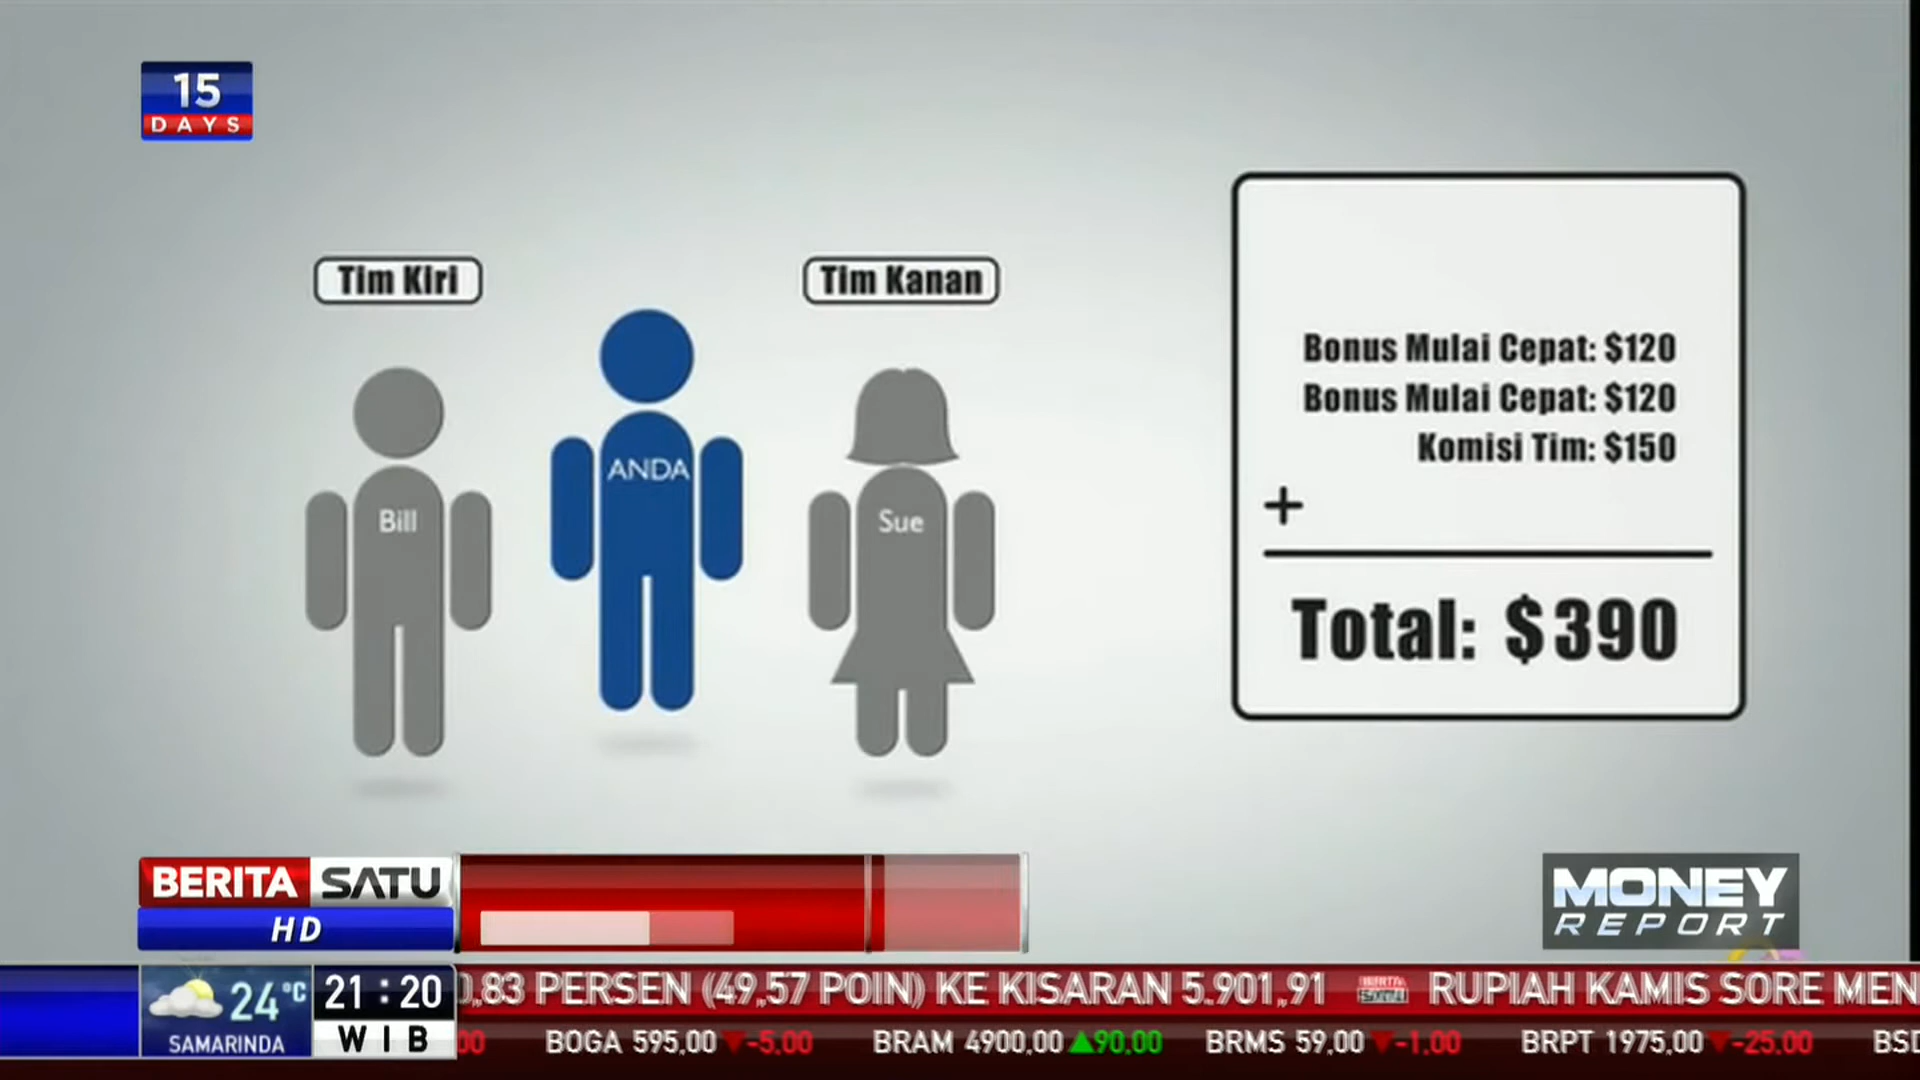 15
DAYS
Tim Kiri
Tim Kanan
Bill
ANDA
Sue
Bonus Mulai Cepat: $120
Bonus Mulai Cepat: $120
Komisi Tim: $150
+
Total: $390
BERITA SATU
HD
MONEY
REPORT
24°C
SAMARINDA
21:20
WIB
,83 PERSEN (49,57 POIN) KE KISARAN 5.901,91 BERITA SATU RUPIAH KAMIS SORE MEN
00 BOGA 595,00 ▼-5.00 BRAM 4900,00 ▲90,00 BRMS 59,00 ▼-1.00 BRPT 1975,00 ▼-25.00 BSD